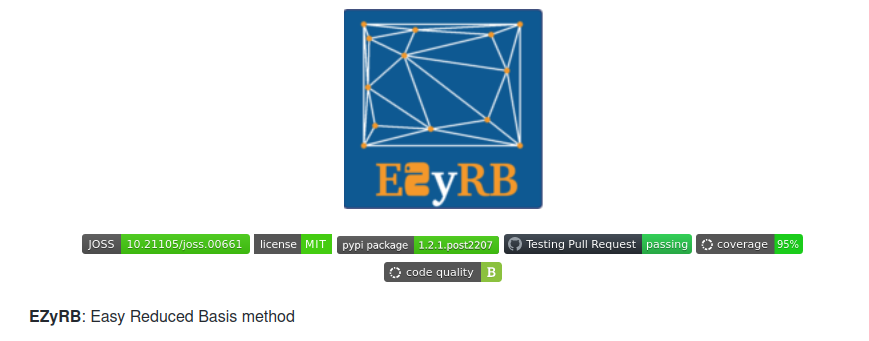 EZyRB
JOSS 10.21105/joss.00661 license MIT pypi package 1.2.1.post2207 Testing Pull Request passing coverage 95%
code quality B
EZyRB: Easy Reduced Basis method